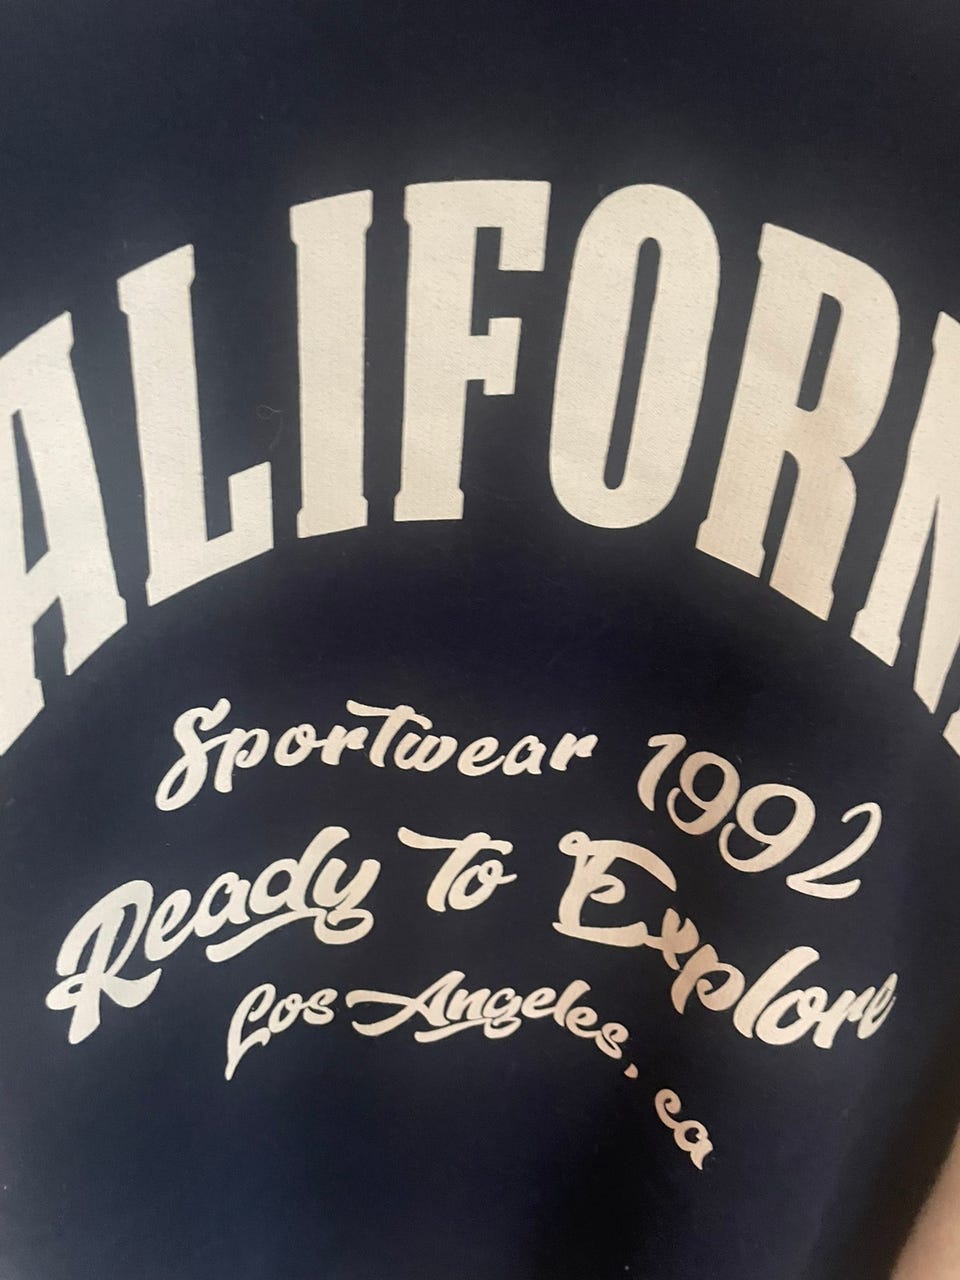 ALIFORN
SporTwear 1992
Ready To Explore
Los Angeles, ca